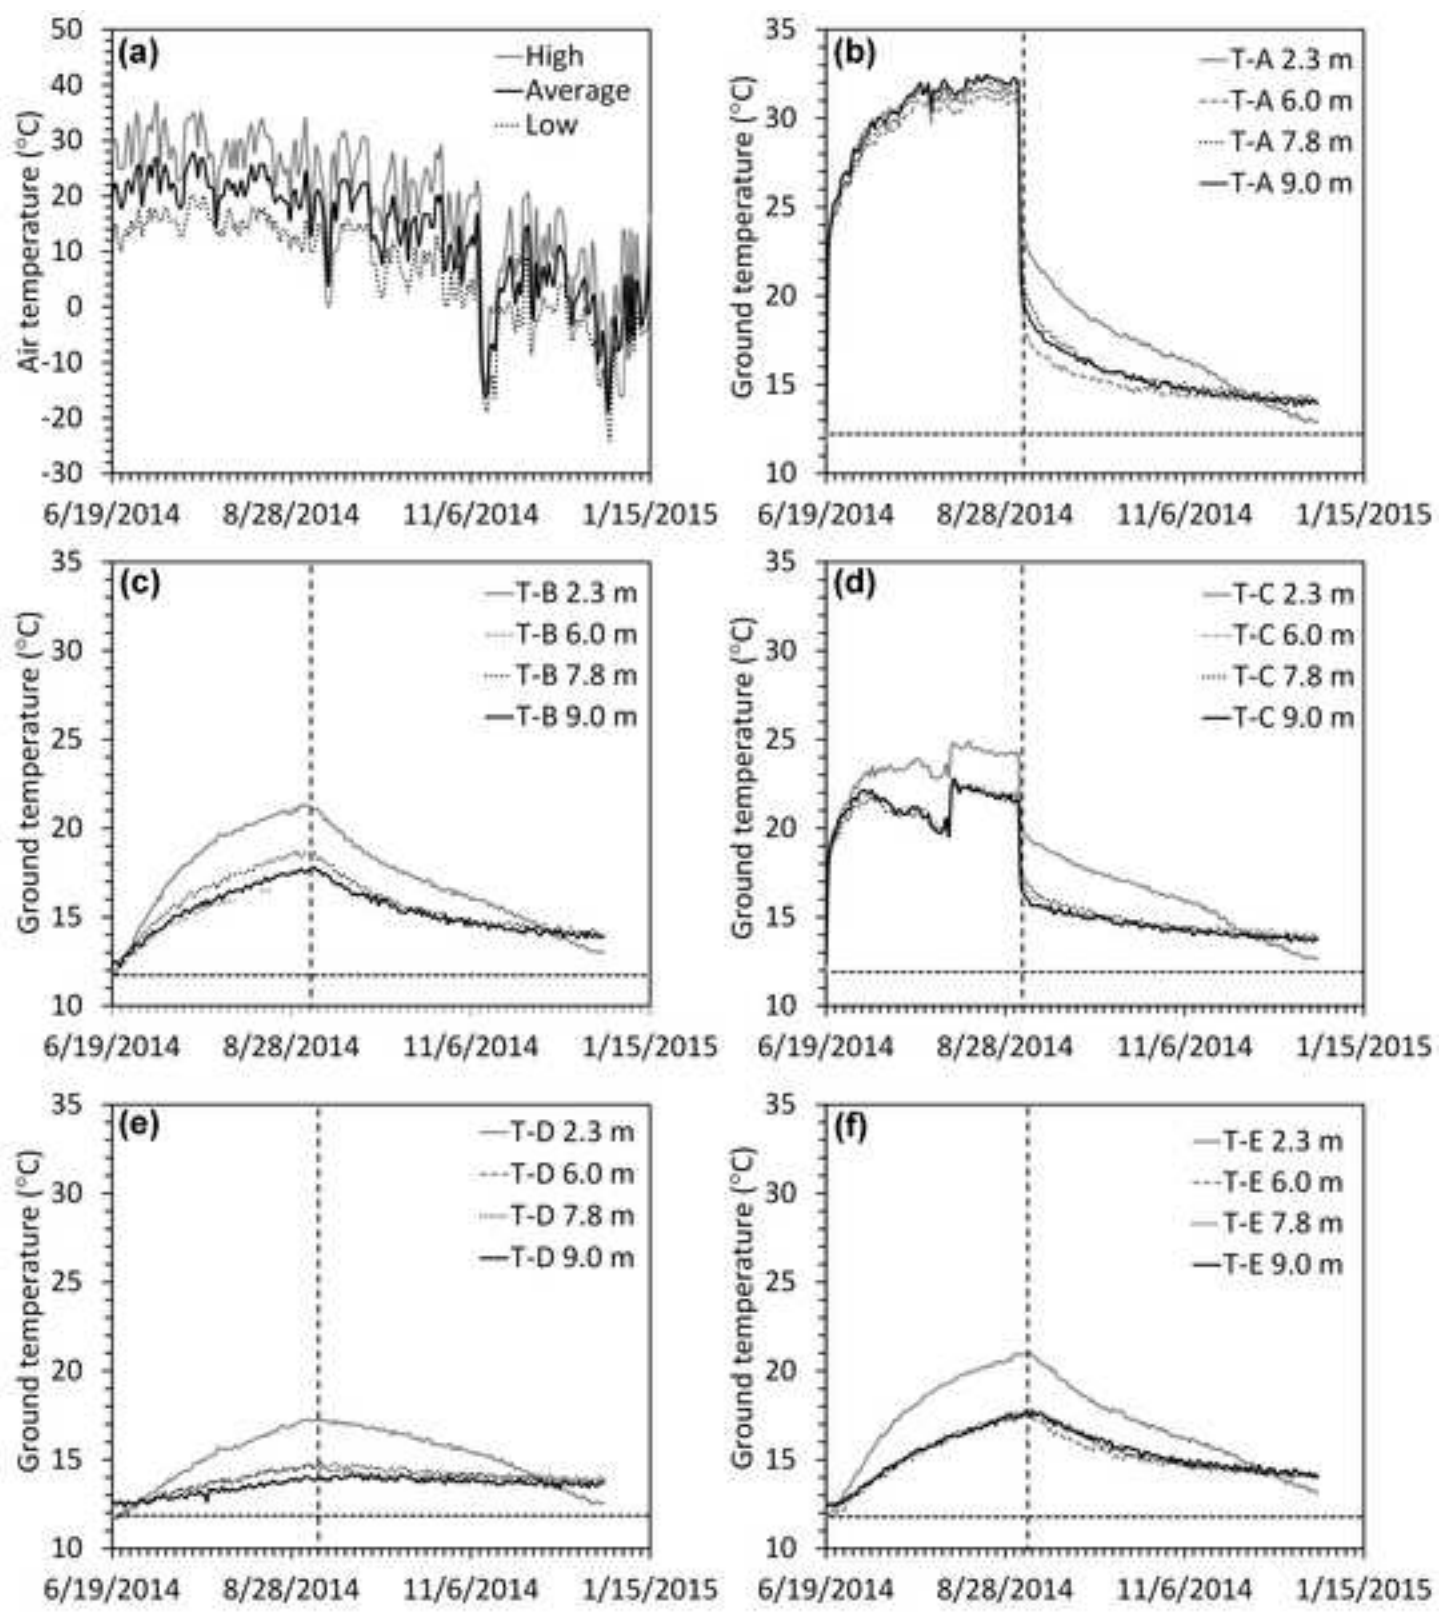 (a)
High
Average
Low
Air temperature (°C)
50
40
30
20
10
0
-10
-20
-30
6/19/2014 8/28/2014 11/6/2014 1/15/2015
(b)
T-A 2.3 m
T-A 6.0 m
T-A 7.8 m
T-A 9.0 m
Ground temperature (°C)
35
30
25
20
15
10
6/19/2014 8/28/2014 11/6/2014 1/15/2015
(c)
T-B 2.3 m
T-B 6.0 m
T-B 7.8 m
T-B 9.0 m
Ground temperature (°C)
35
30
25
20
15
10
6/19/2014 8/28/2014 11/6/2014 1/15/2015
(d)
T-C 2.3 m
T-C 6.0 m
T-C 7.8 m
T-C 9.0 m
Ground temperature (°C)
35
30
25
20
15
10
6/19/2014 8/28/2014 11/6/2014 1/15/2015
(e)
T-D 2.3 m
T-D 6.0 m
T-D 7.8 m
T-D 9.0 m
Ground temperature (°C)
35
30
25
20
15
10
6/19/2014 8/28/2014 11/6/2014 1/15/2015
(f)
T-E 2.3 m
T-E 6.0 m
T-E 7.8 m
T-E 9.0 m
Ground temperature (°C)
35
30
25
20
15
10
6/19/2014 8/28/2014 11/6/2014 1/15/2015